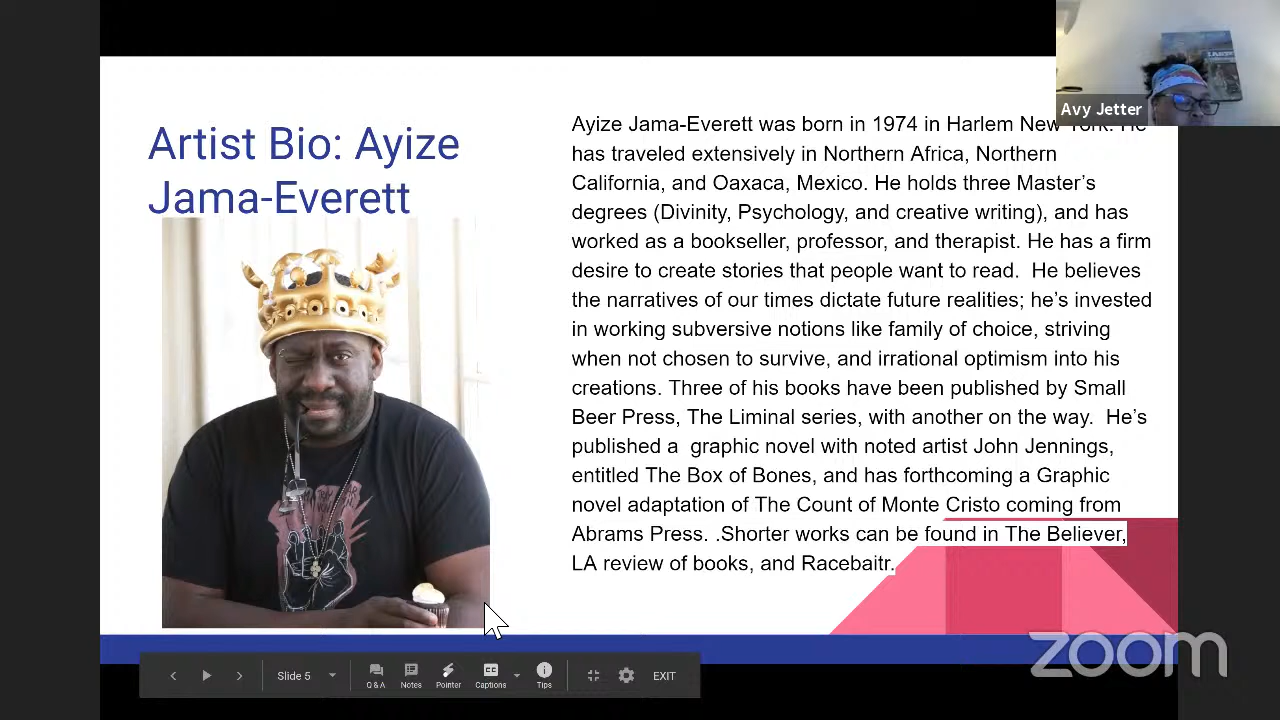 Avy Jetter
Artist Bio: Ayize
Jama-Everett
Ayize Jama-Everett was born in 1974 in Harlem New York. He
has traveled extensively in Northern Africa, Northern
California, and Oaxaca, Mexico. He holds three Master's
degrees (Divinity, Psychology, and creative writing), and has
worked as a bookseller, professor, and therapist. He has a firm
desire to create stories that people want to read.  He believes
the narratives of our times dictate future realities; he's invested
in working subversive notions like family of choice, striving
when not chosen to survive, and irrational optimism into his
creations. Three of his books have been published by Small
Beer Press, The Liminal series, with another on the way.  He's
published a  graphic novel with noted artist John Jennings,
entitled The Box of Bones, and has forthcoming a Graphic
novel adaptation of The Count of Monte Cristo coming from
Abrams Press. .Shorter works can be found in The Believer,
LA review of books, and Racebaitr.
zoom
Slide 5
Q & A
Notes
Pointer
CC
Captions
Tips
EXIT